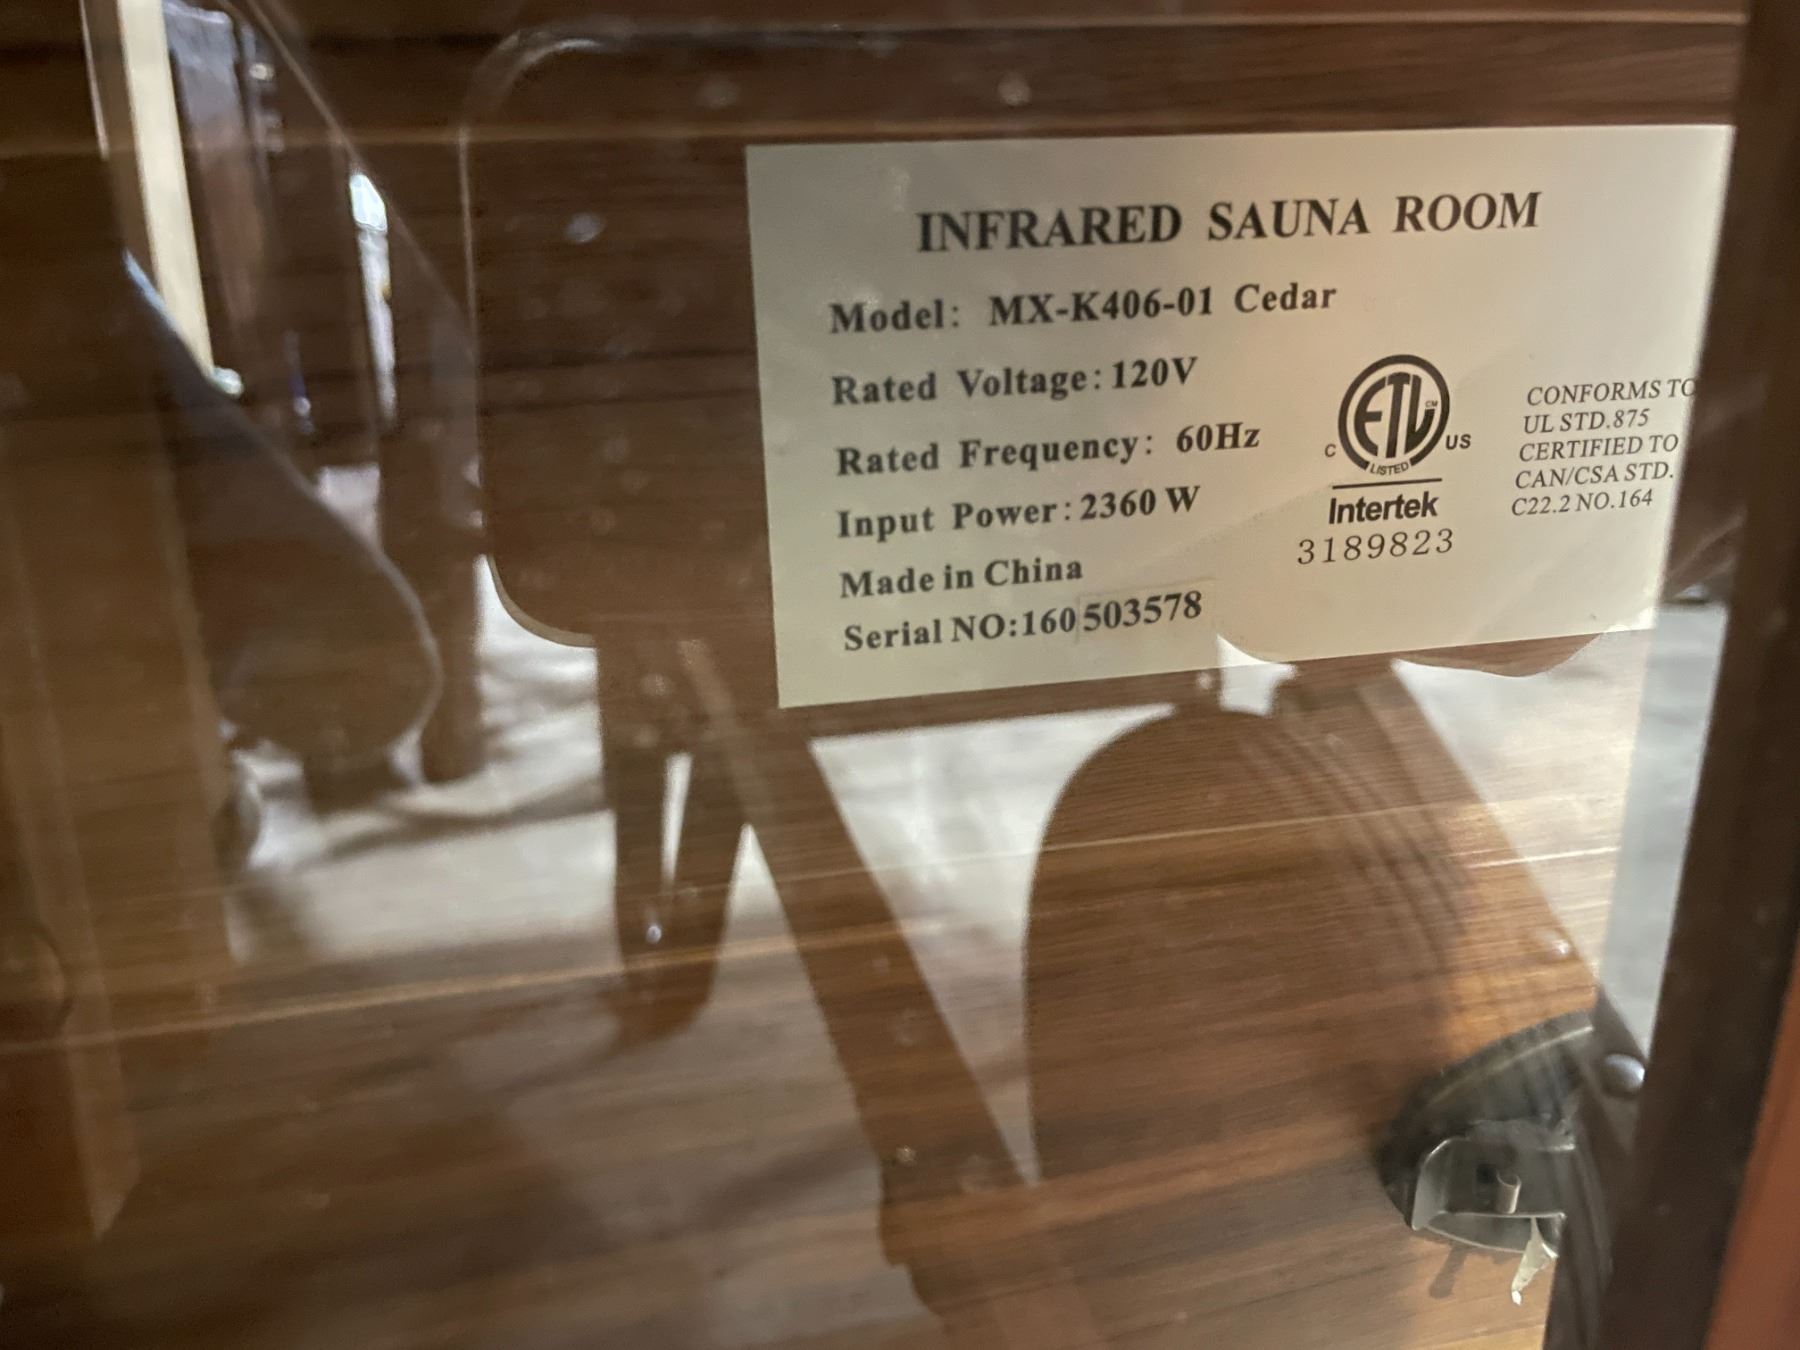 INFRARED SAUNA ROOM
Model: MX-K406-01 Cedar
Rated Voltage:120V
Rated Frequency: 60Hz
Input Power:2360 W
Made in China
Serial NO:160503578
ETL CM
C US
LISTED
Intertek
3189823
CONFORMS TO
UL STD.875
CERTIFIED TO
CAN/CSA STD.
C22.2 NO.164